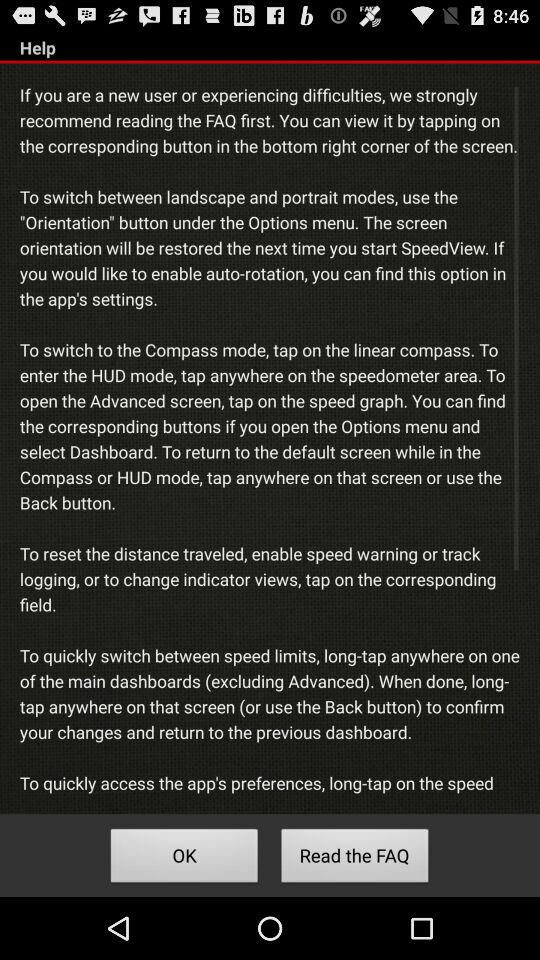 8:46
Help
If you are a new user or experiencing difficulties, we strongly
recommend reading the FAQ first. You can view it by tapping on
the corresponding button in the bottom right corner of the screen.
To switch between landscape and portrait modes, use the
"Orientation" button under the Options menu. The screen
orientation will be restored the next time you start SpeedView. If
you would like to enable auto-rotation, you can find this option in
the app's settings.
To switch to the Compass mode, tap on the linear compass. To
enter the HUD mode, tap anywhere on the speedometer area. To
open the Advanced screen, tap on the speed graph. You can find
the corresponding buttons if you open the Options menu and
select Dashboard. To return to the default screen while in the
Compass or HUD mode, tap anywhere on that screen or use the
Back button.
To reset the distance traveled, enable speed warning or track
logging, or to change indicator views, tap on the corresponding
field.
To quickly switch between speed limits, long-tap anywhere on one
of the main dashboards (excluding Advanced). When done, long-
tap anywhere on that screen (or use the Back button) to confirm
your changes and return to the previous dashboard.
To quickly access the app's preferences, long-tap on the speed
OK
Read the FAQ